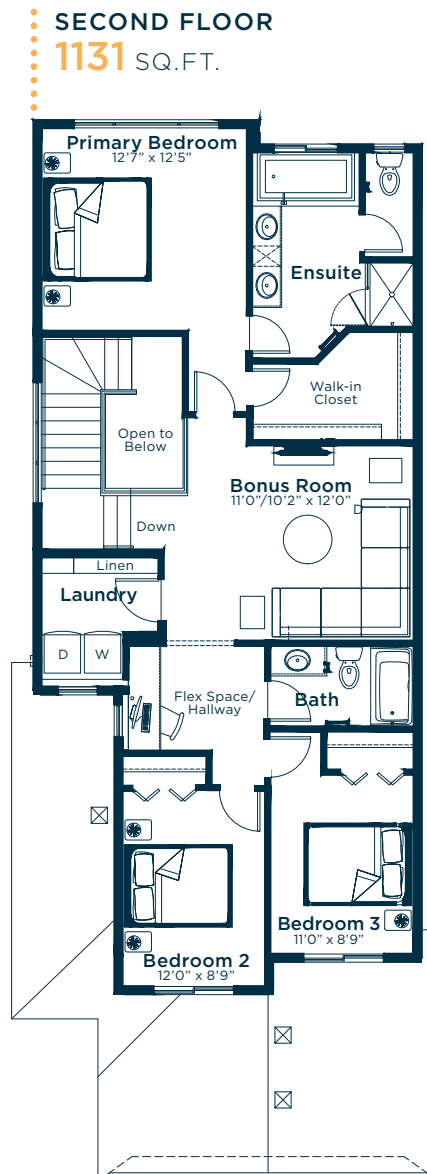 SECOND FLOOR
1131 SQ.FT.
Primary Bedroom
12’7” x 12’5”
Ensuite
Walk-in
Closet
Open to
Below
Bonus Room
11’0”/10’2” x 12’0”
Down
Linen
Laundry
D
W
Flex Space/
Hallway
Bath
Bedroom 3
11’0” x 8’9”
Bedroom 2
12’0” x 8’9”